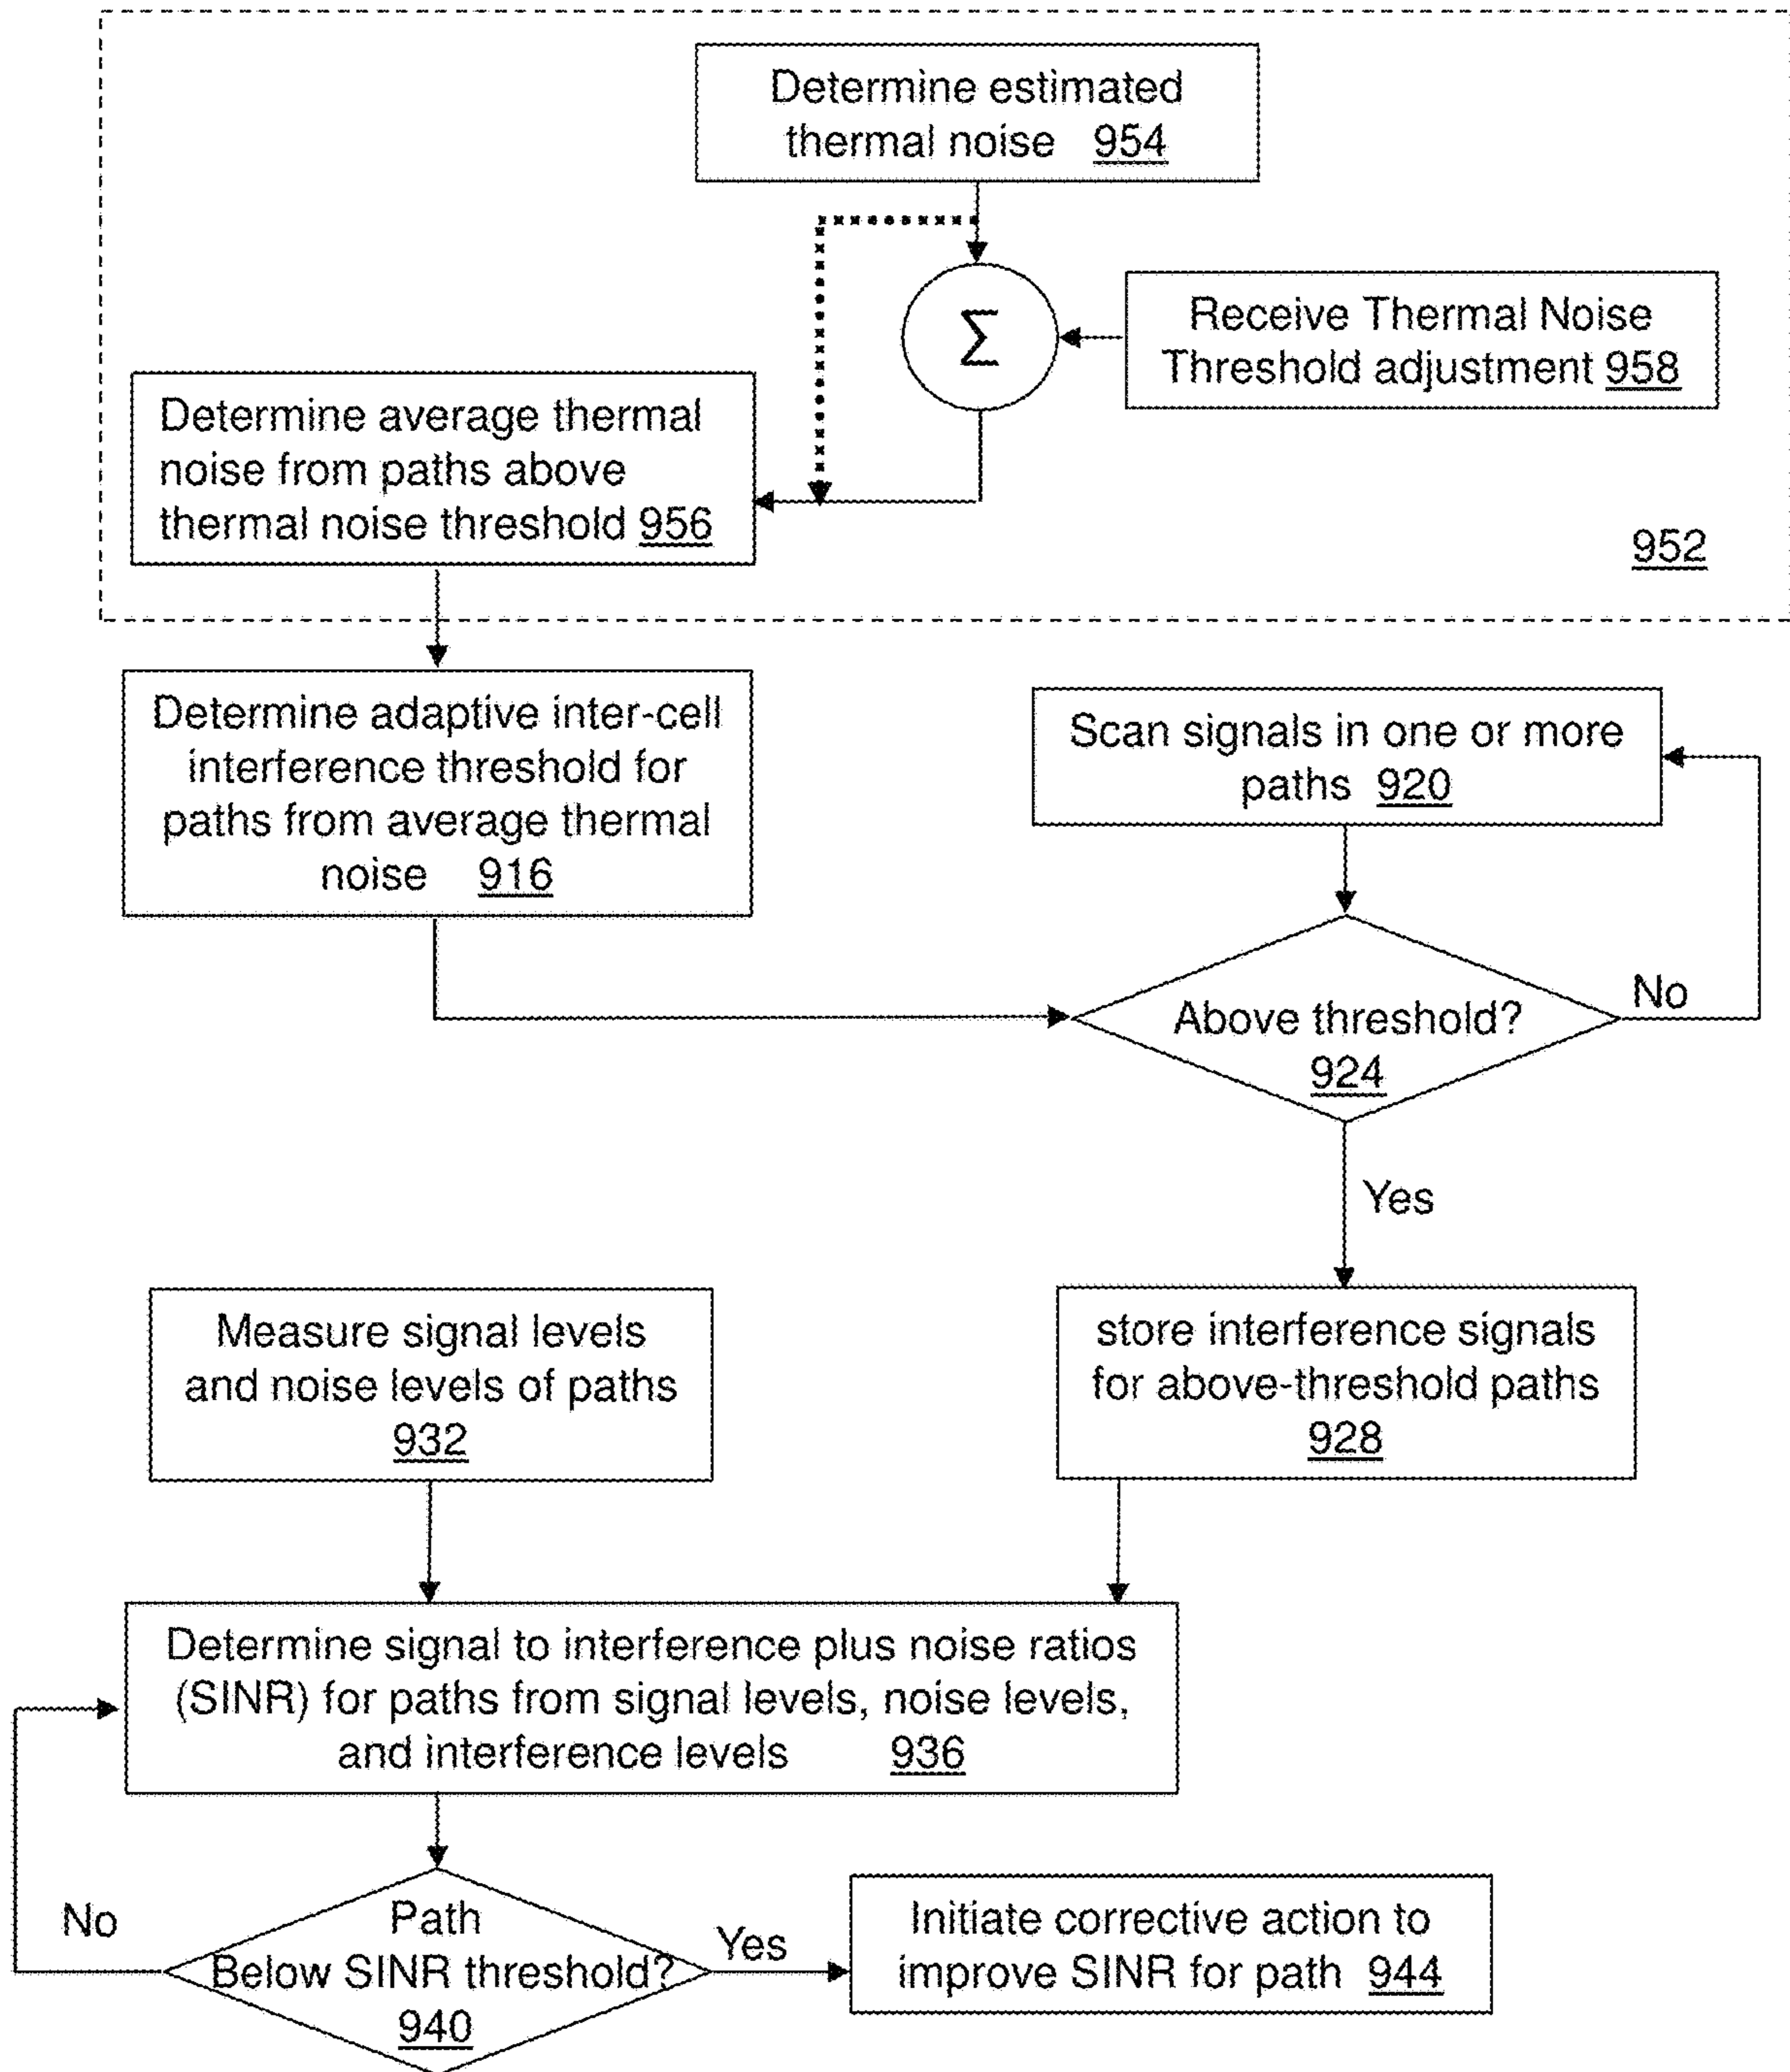 Determine estimated
thermal noise 954
Σ
Receive Thermal Noise
Threshold adjustment 958
Determine average thermal
noise from paths above
thermal noise threshold 956
952
Determine adaptive inter-cell
interference threshold for
paths from average thermal
noise 916
Scan signals in one or more
paths 920
Above threshold?
924
No
Yes
Measure signal levels
and noise levels of paths
932
store interference signals
for above-threshold paths
928
Determine signal to interference plus noise ratios
(SINR) for paths from signal levels, noise levels,
and interference levels 936
No
Path
Below SINR threshold?
940
Yes
Initiate corrective action to
improve SINR for path 944